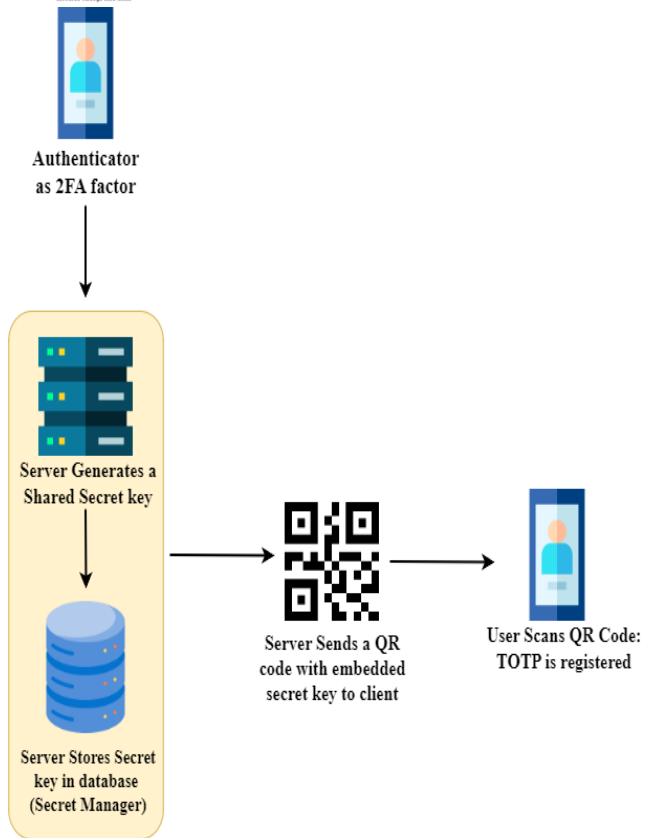 Authenticator
as 2FA factor
Server Generates a
Shared Secret key
Server Stores Secret
key in database
(Secret Manager)
Server Sends a QR
code with embedded
secret key to client
User Scans QR Code:
TOTP is registered